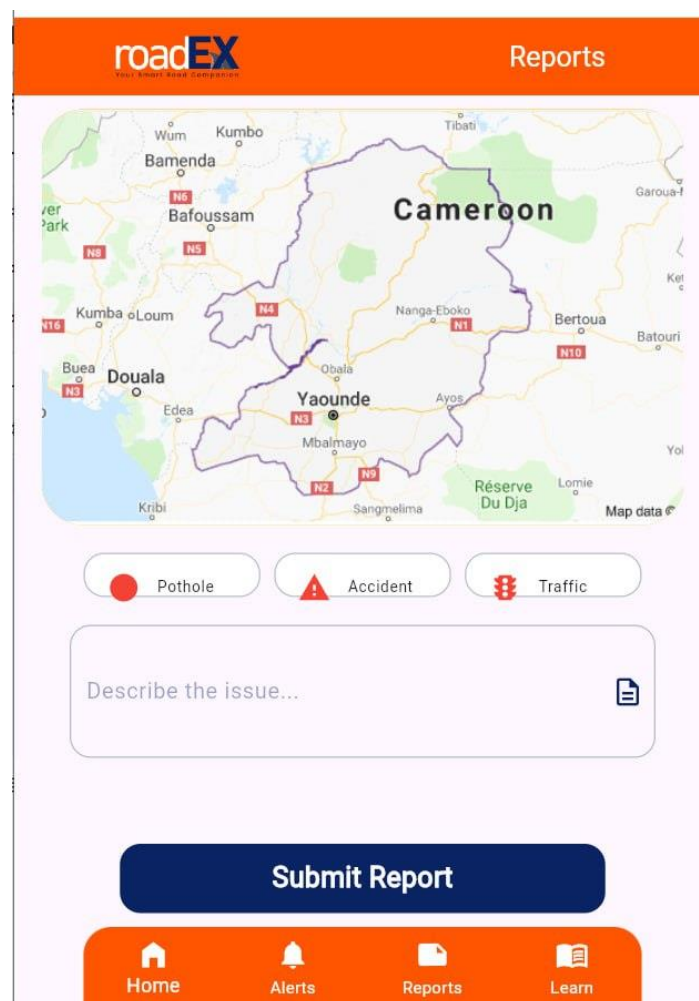 roadEX
Your Smart Road Companion
Reports
Tibati
Wum
Kumbo
Bamenda
Garoua-
N6
Cameroon
ver
Park
Bafoussam
N5
N8
Ket
Kumba
Loum
N4
Nanga-Eboko
N1
N16
Bertoua
Batouri
N10
Buea
N3
Douala
Obala
Yaounde
Edea
N3
Ayos
Mbalmayo
Yo
N9
N2
Réserve
Du Dja
Lomie
Kribi
Sangmelima
Map data ©
Pothole
Accident
Traffic
Describe the issue...
Submit Report
Home
Alerts
Reports
Learn